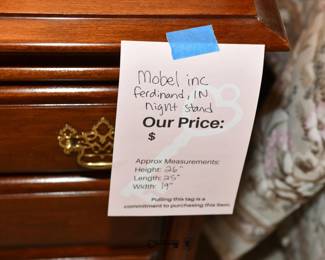 Mobel inc
ferdinand, IN
night stand
Our Price:
$
Approx Measurements:
Height: 26"
Length: 25"
Width: 19"
Pulling this tag is a
commitment to purchasing this item.